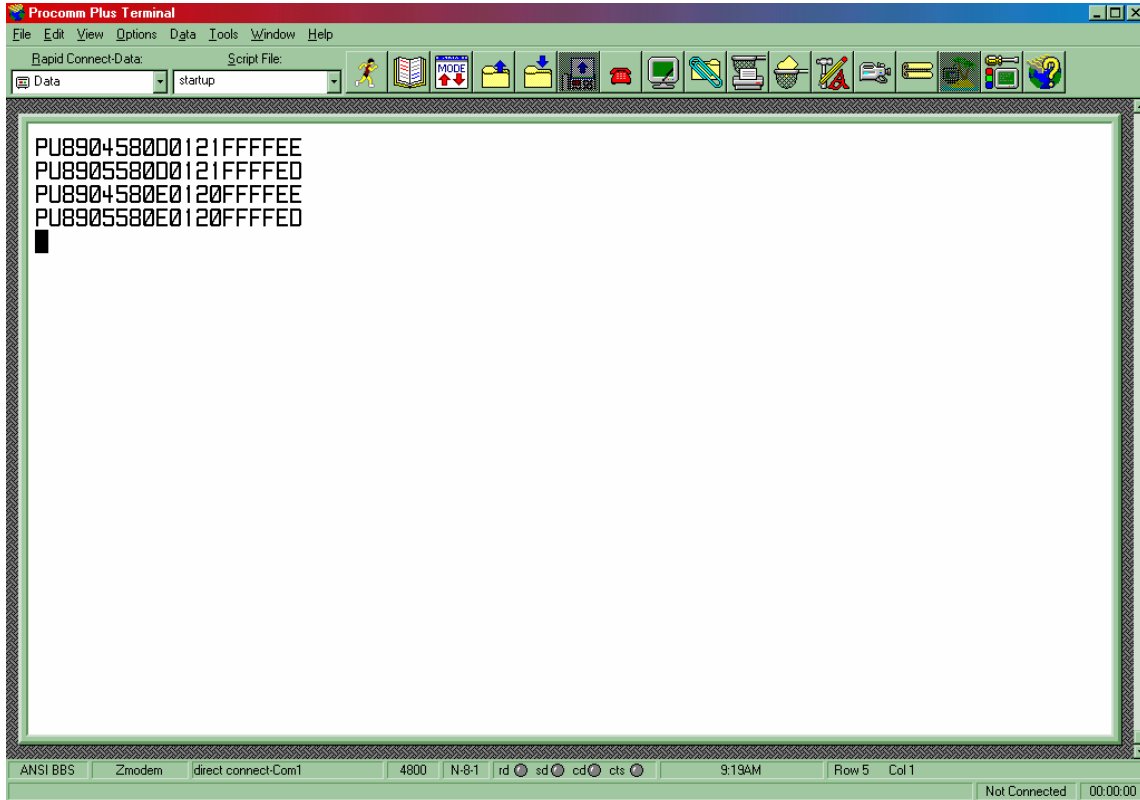 Procomm Plus Terminal
File Edit View Options Data Tools Window Help
Rapid Connect-Data: Script File:
Data startup
MODE
PU8904580D0121FFFFEE
PU8905580D0121FFFFED
PU8904580E0120FFFFEE
PU8905580E0120FFFFED
ANSI BBS Zmodem direct connect-Com1 4800 N-8-1 rd sd cd cts 9:19AM Row 5 Col 1
Not Connected 00:00:00